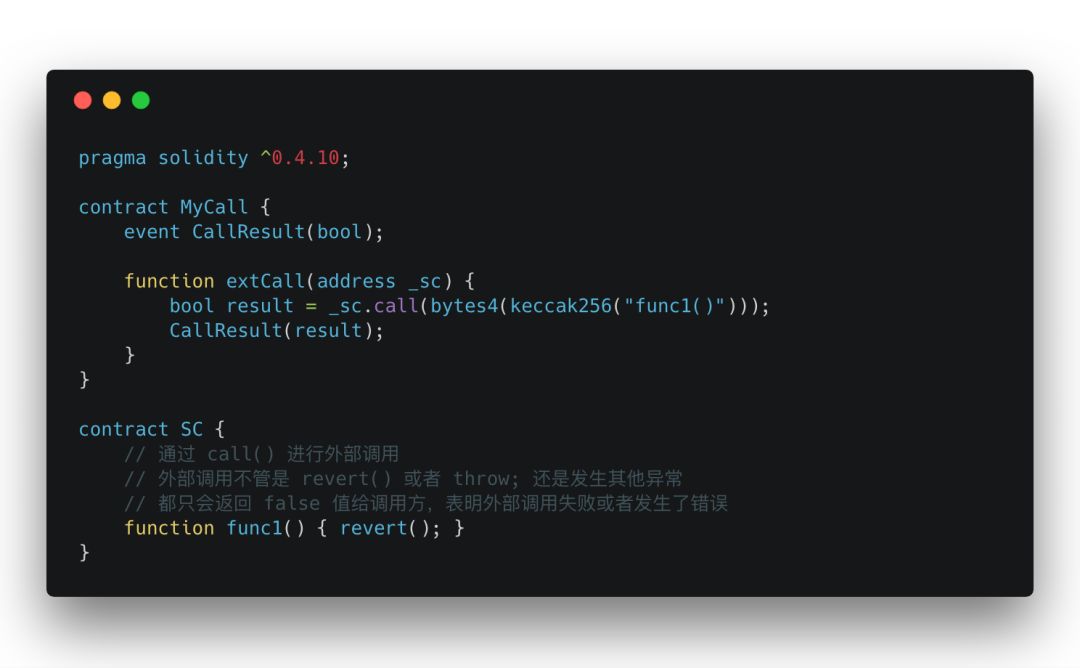 pragma solidity ^0.4.10;
contract MyCall {
event CallResult(bool);
function extCall(address _sc) {
bool result = _sc.call(bytes4(keccak256("func1()")));
CallResult(result);
}
}
contract SC {
// 通过 call() 进行外部调用
// 外部调用不管是 revert() 或者 throw; 还是发生其他异常
// 都只会返回 false 值给调用方，表明外部调用失败或者发生了错误
function func1() { revert(); }
}